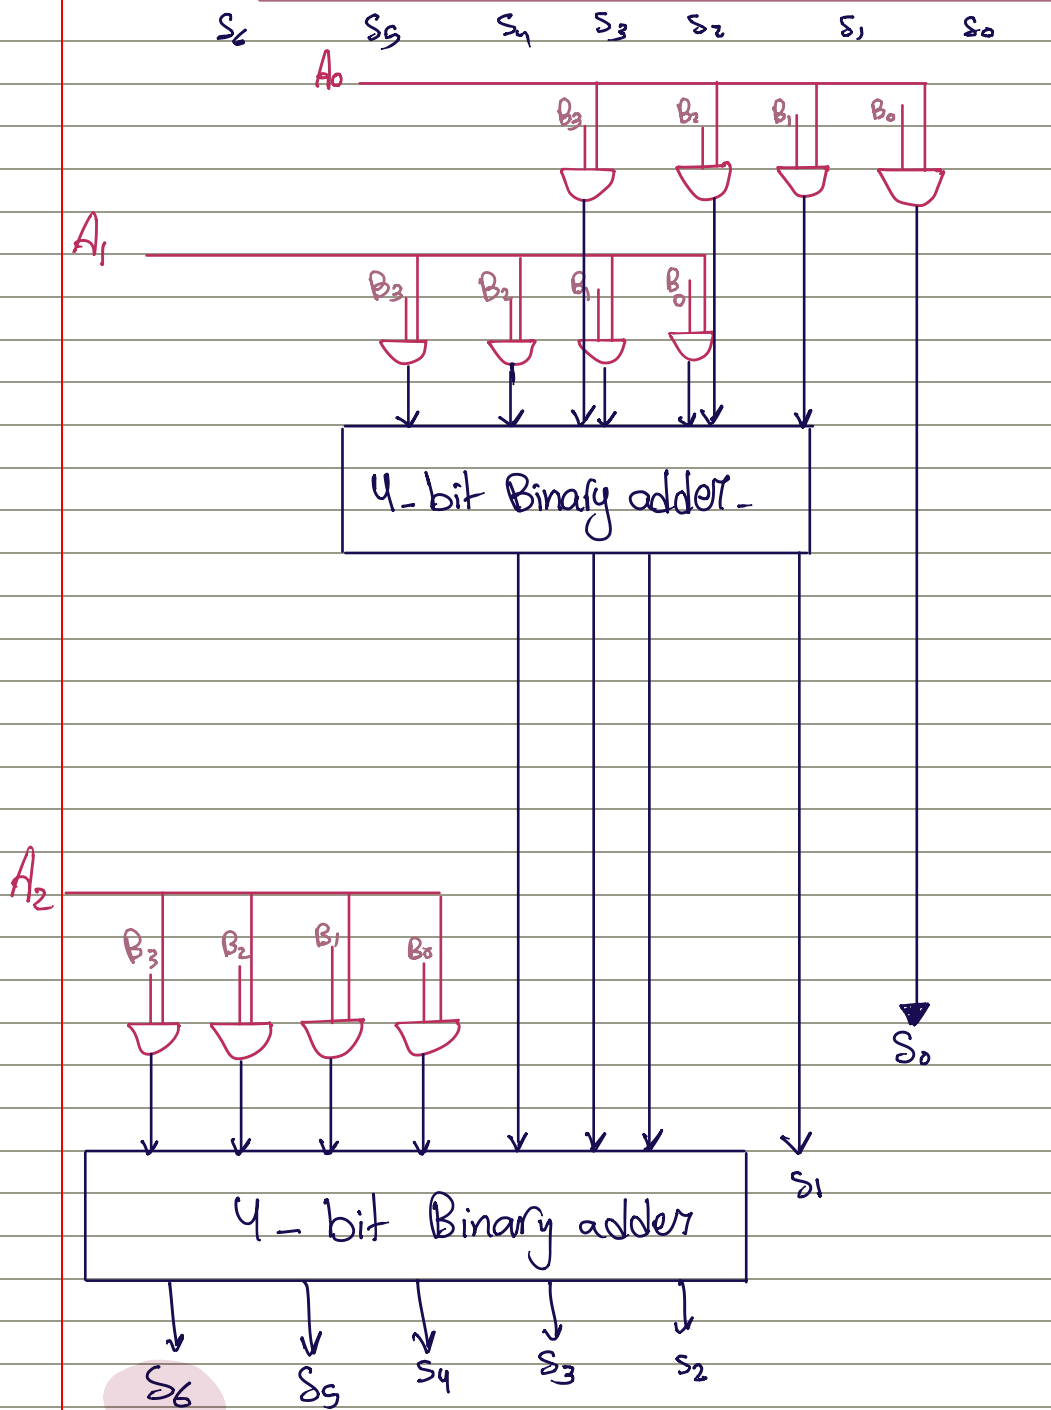 S6 S5 S4 S3 S2 S1 S0
A0
B3 B2 B1 B0
A1
B3 B2 B1 B0
4-bit Binary adder-
A2
B3 B2 B1 B0
S0
S1
4-bit Binary adder
S6 S5 S4 S3 S2